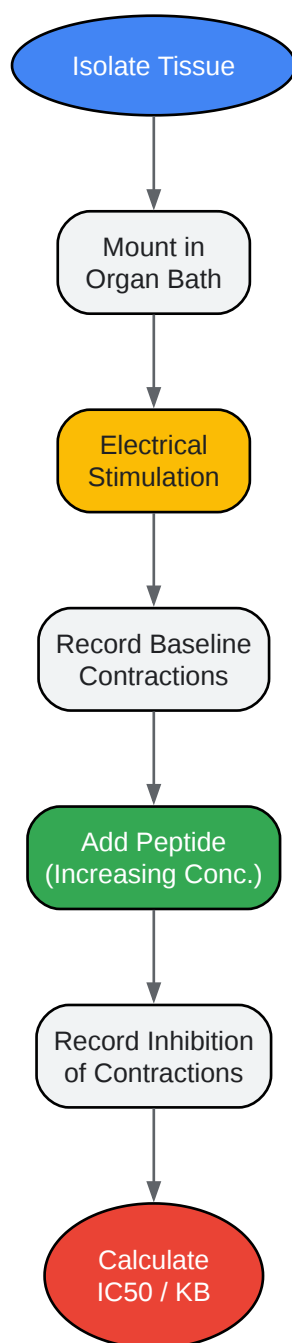 Isolate Tissue
Mount in
Organ Bath
Electrical
Stimulation
Record Baseline
Contractions
Add Peptide
(Increasing Conc.)
Record Inhibition
of Contractions
Calculate
IC50 / KB